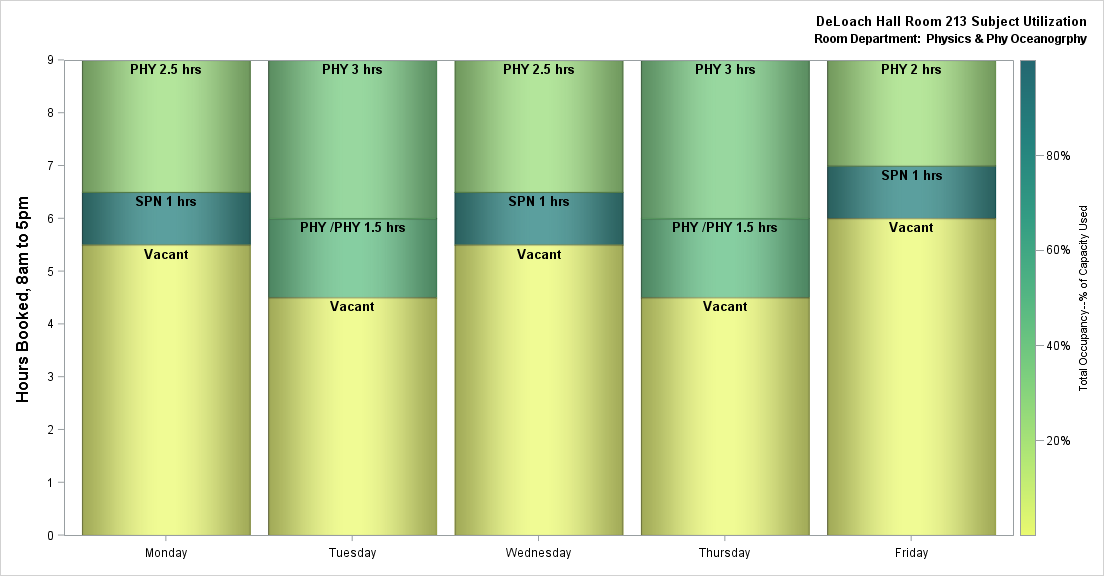 DeLoach Hall Room 213 Subject Utilization
Room Department: Physics & Phy Oceanogrphy
Hours Booked, 8am to 5pm
9
8
7
6
5
4
3
2
1
0
PHY 2.5 hrs
SPN 1 hrs
Vacant
PHY 3 hrs
PHY /PHY 1.5 hrs
Vacant
PHY 2.5 hrs
SPN 1 hrs
Vacant
PHY 3 hrs
PHY /PHY 1.5 hrs
Vacant
PHY 2 hrs
SPN 1 hrs
Vacant
Monday
Tuesday
Wednesday
Thursday
Friday
80%
60%
40%
20%
Total Occupancy--% of Capacity Used